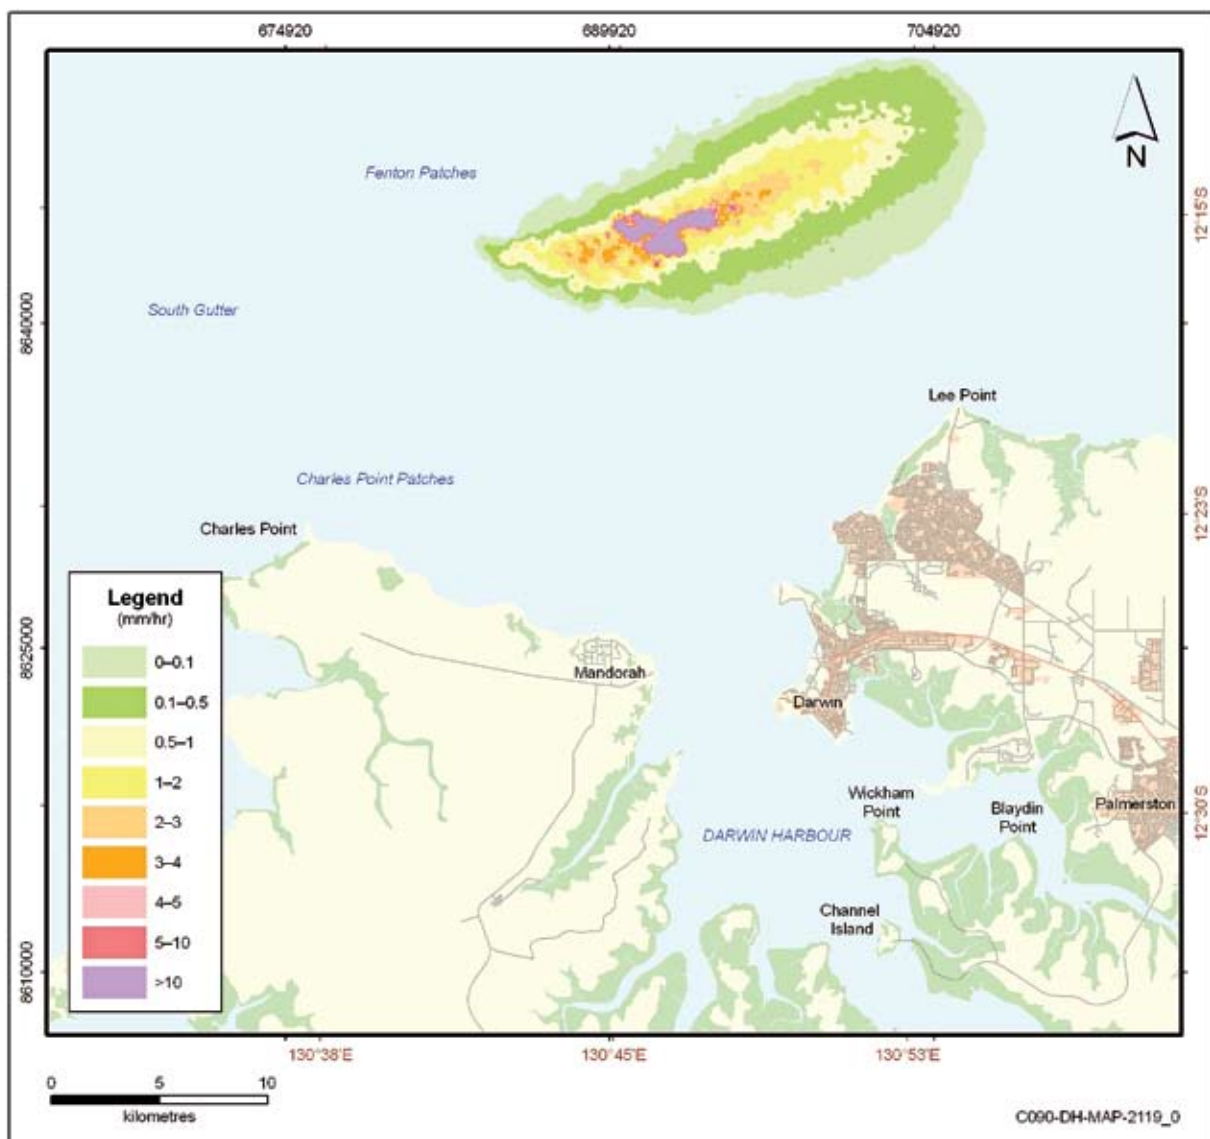 674920
689920
704920
N
Fenton Patches
12°15'S
South Gutter
8640000
Lee Point
Charles Point Patches
12°23'S
Charles Point
Legend
(mm/hr)
0–0.1
0.1–0.5
0.5–1
1–2
2–3
3–4
4–5
5–10
>10
8625000
Mandorah
Darwin
Wickham
Point
Blaydin
Point
Palmerston
12°30'S
DARWIN HARBOUR
Channel
Island
8610000
130°38'E
130°45'E
130°53'E
0
5
10
kilometres
C090-DH-MAP-2119_0